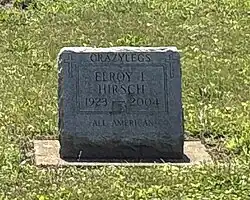 CRAZYLEGS
ELROY L.
HIRSCH
1923 — 2004
ALL AMERICAN